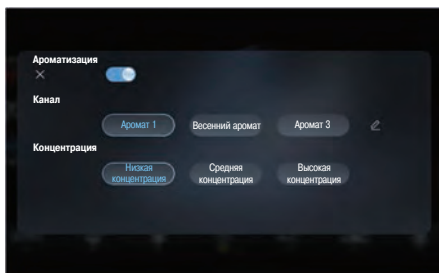 Ароматизация
Канал
Аромат 1 Весенний аромат Аромат 3
Концентрация
Низкая Средняя Высокая
концентрация концентрация концентрация